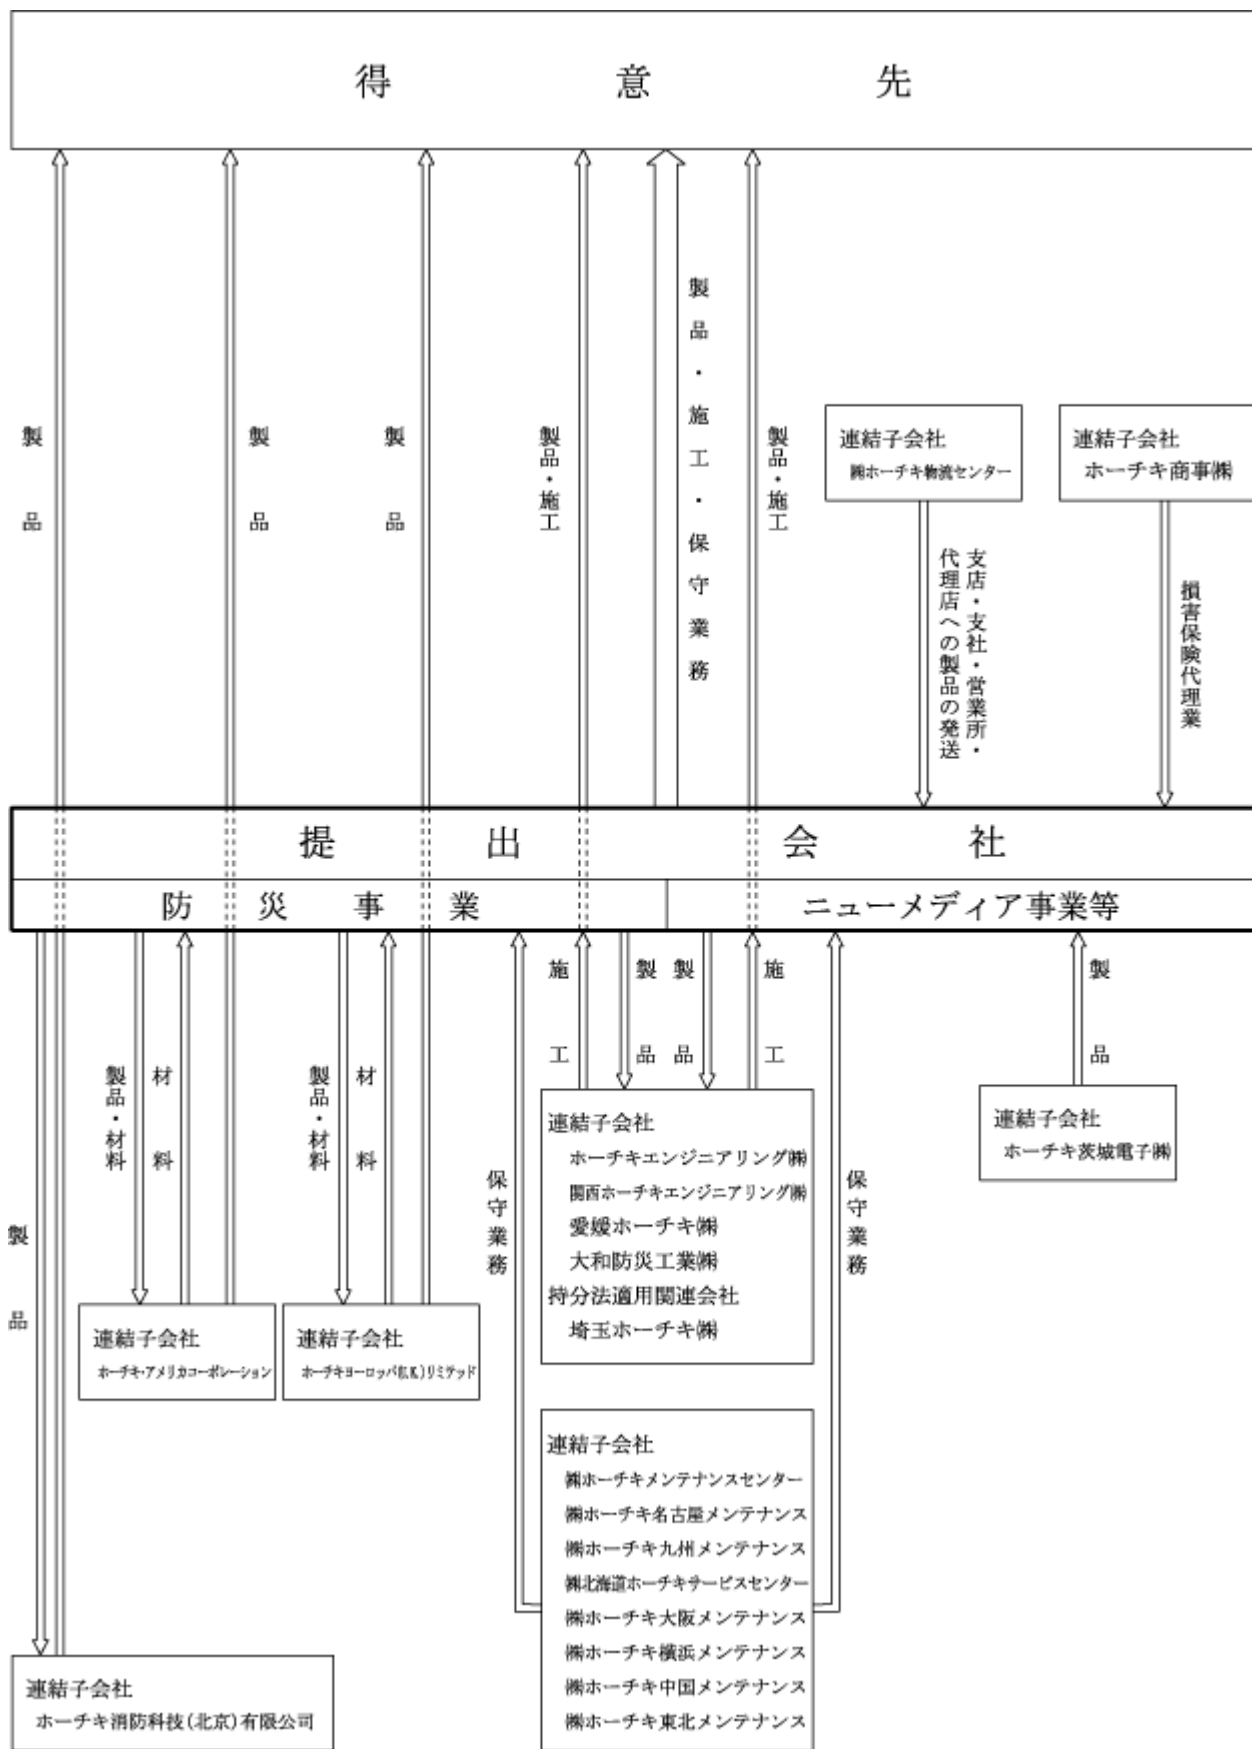 得意先
製品
製品
製品
製品・施工
製品・施工・保守業務
製品・施工
連結子会社
㈱ホーチキ物流センター
連結子会社
ホーチキ商事㈱
支店・支社・営業所・
代理店への製品の発送
損害保険代理業
提出会社
防災事業
ニューメディア事業等
製品
製品・材料
材料
製品・材料
材料
保守業務
施工
製品
製品
施工
保守業務
製品
連結子会社
ホーチキ茨城電子㈱
連結子会社
ホーチキエンジニアリング㈱
関西ホーチキエンジニアリング㈱
愛媛ホーチキ㈱
大和防災工業㈱
持分法適用関連会社
埼玉ホーチキ㈱
連結子会社
ホーチキ・アメリカコーポレーション
連結子会社
ホーチキヨーロッパ(U.K.)リミテッド
連結子会社
㈱ホーチキメンテナンスセンター
㈱ホーチキ名古屋メンテナンス
㈱ホーチキ九州メンテナンス
㈱北海道ホーチキサービスセンター
㈱ホーチキ大阪メンテナンス
㈱ホーチキ横浜メンテナンス
㈱ホーチキ中国メンテナンス
㈱ホーチキ東北メンテナンス
連結子会社
ホーチキ消防科技(北京)有限公司